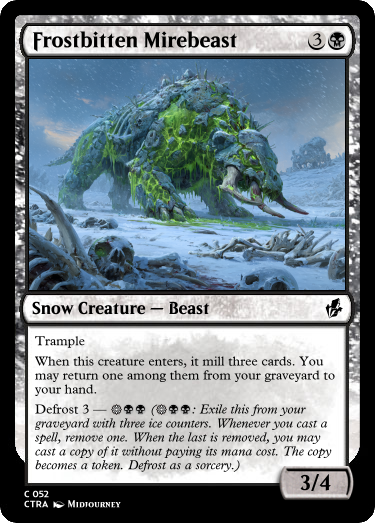 Frostbitten Mirebeast 3
Snow Creature — Beast
Trample
When this creature enters, it mill three cards. You
may return one among them from your graveyard to
your hand.
Defrost 3 — (: Exile this from your
graveyard with three ice counters. Whenever you cast a
spell, remove one. When the last is removed, you may
cast a copy of it without paying its mana cost. The copy
becomes a token. Defrost as a sorcery.)
3/4
C 052
CTRA Midjourney